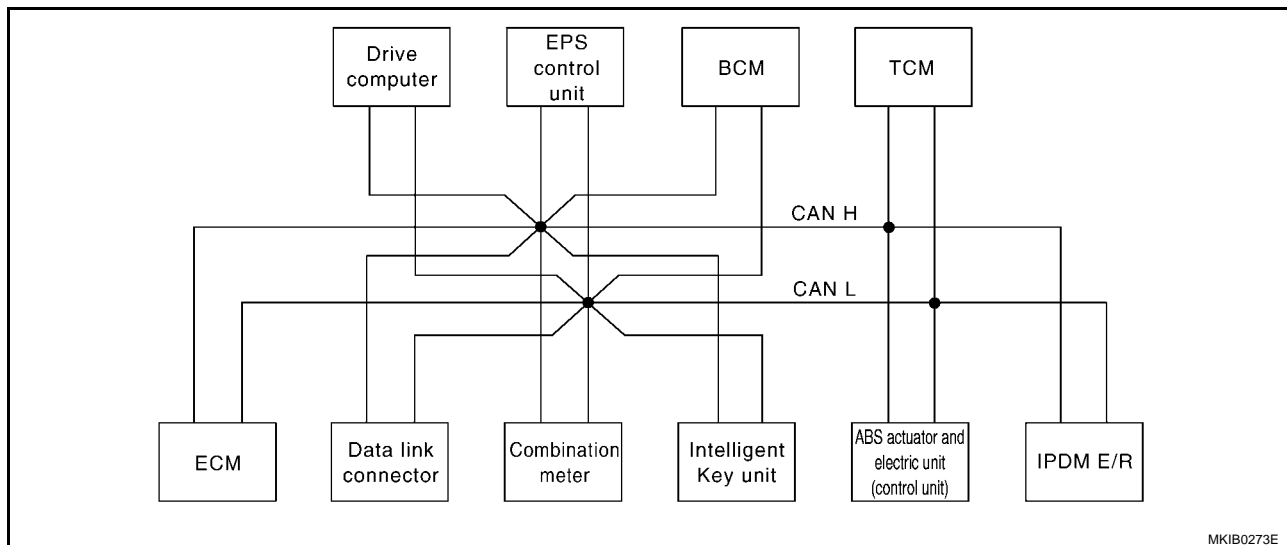 Drive
computer
EPS
control
unit
BCM
TCM
CAN H
CAN L
ECM
Data link
connector
Combination
meter
Intelligent
Key unit
ABS actuator and
electric unit
(control unit)
IPDM E/R
MKIB0273E